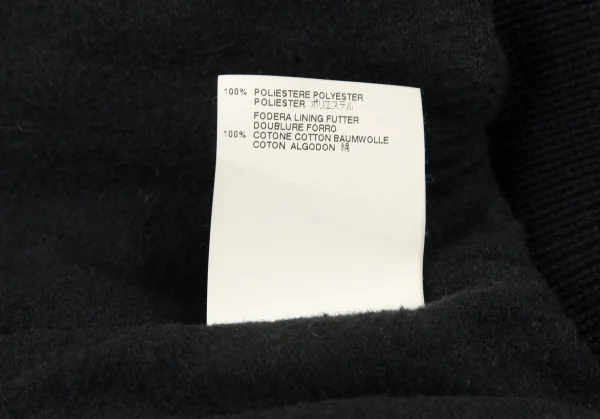 100% POLIESTERE POLYESTER
POLIESTER ポリエステル
FODERA LINING FUTTER
DOUBLURE FORRO
100% COTONE COTTON BAUMWOLLE
COTON ALGODON 綿